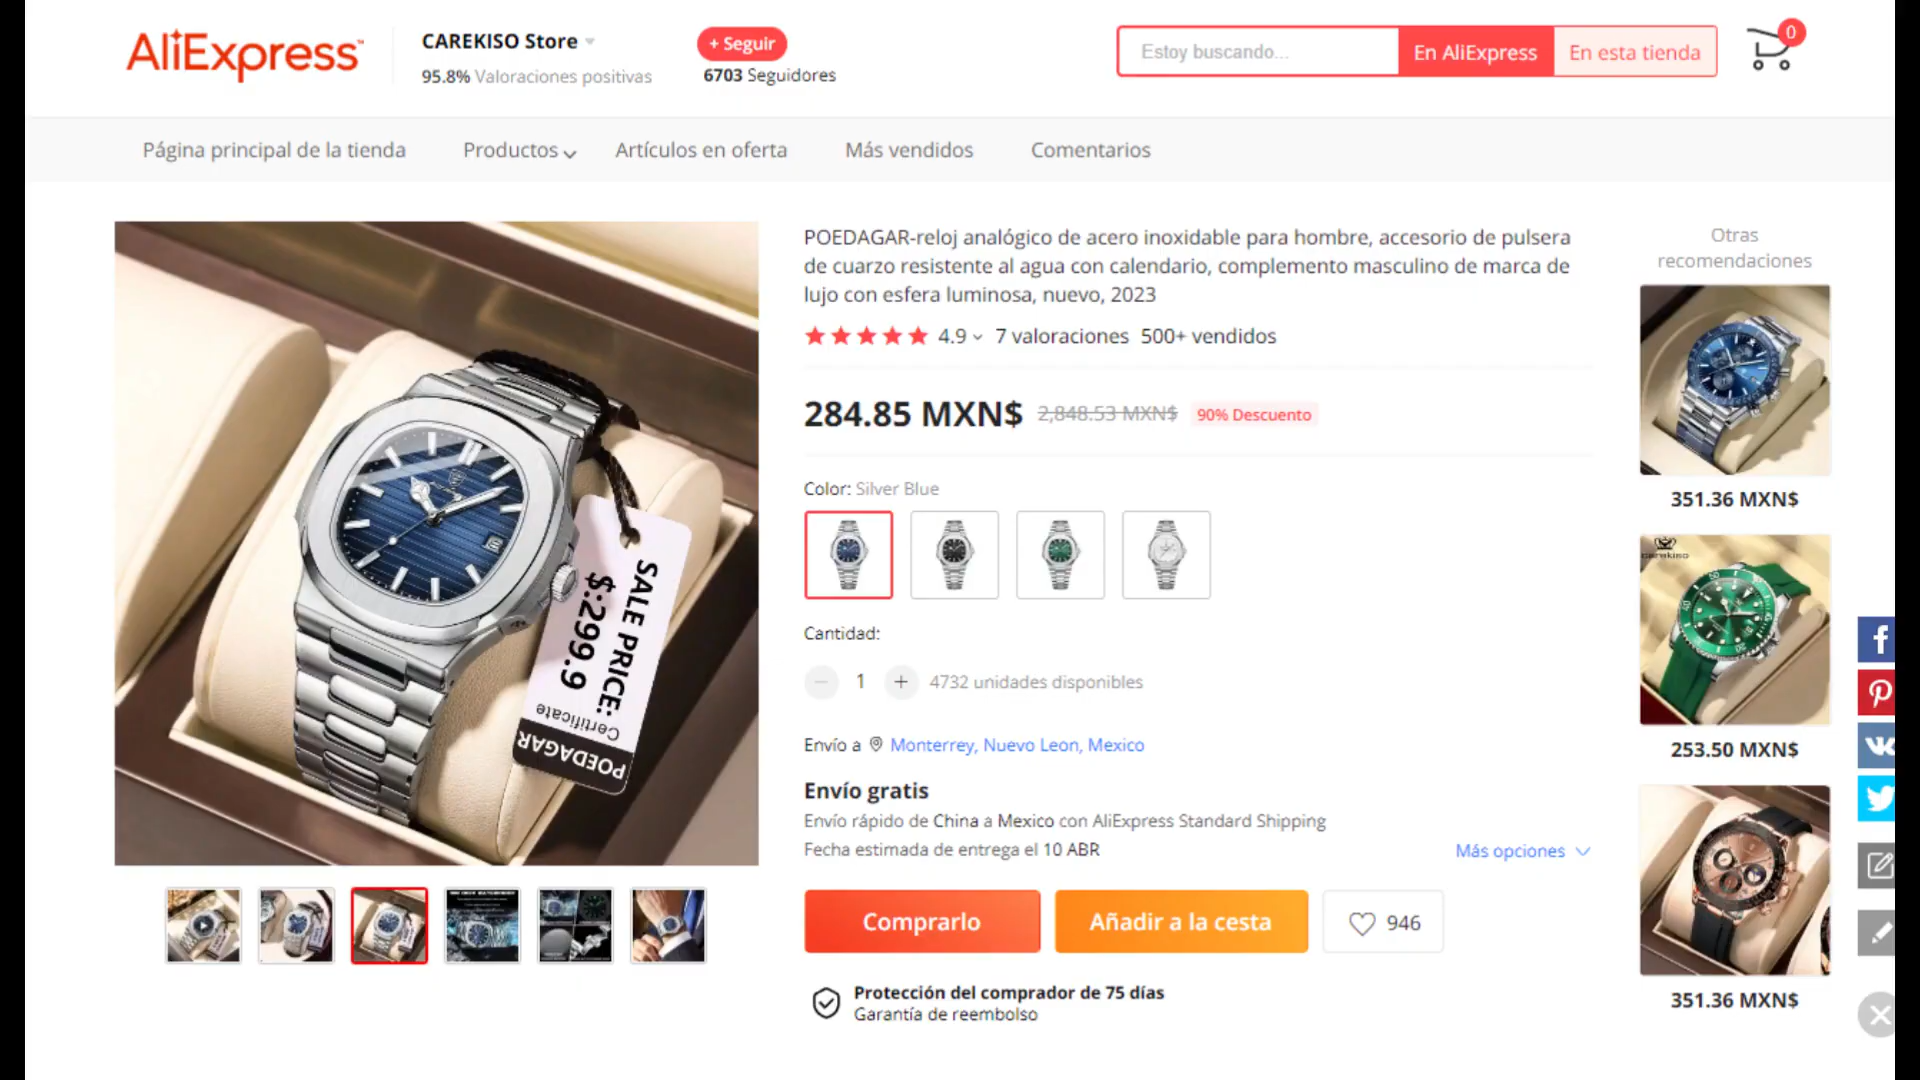 AliExpress™
CAREKISO Store
95.8% Valoraciones positivas
+ Seguir
6703 Seguidores
Estoy buscando...
En AliExpress
En esta tienda
0
Página principal de la tienda
Productos
Artículos en oferta
Más vendidos
Comentarios
POEDAGAR-reloj analógico de acero inoxidable para hombre, accesorio de pulsera
de cuarzo resistente al agua con calendario, complemento masculino de marca de
lujo con esfera luminosa, nuevo, 2023
4.9
7 valoraciones
500+ vendidos
284.85 MXN$
2,848.53 MXN$
90% Descuento
Color: Silver Blue
Cantidad:
1
+
4732 unidades disponibles
Envío a
Monterrey, Nuevo Leon, Mexico
Envío gratis
Envío rápido de China a Mexico con AliExpress Standard Shipping
Fecha estimada de entrega el 10 ABR
Más opciones
Comprarlo
Añadir a la cesta
946
Protección del comprador de 75 días
Garantía de reembolso
SALE PRICE:
$:299.9
Certificate
POEDAGAR
Otras
recomendaciones
351.36 MXN$
CAREKISO
253.50 MXN$
351.36 MXN$